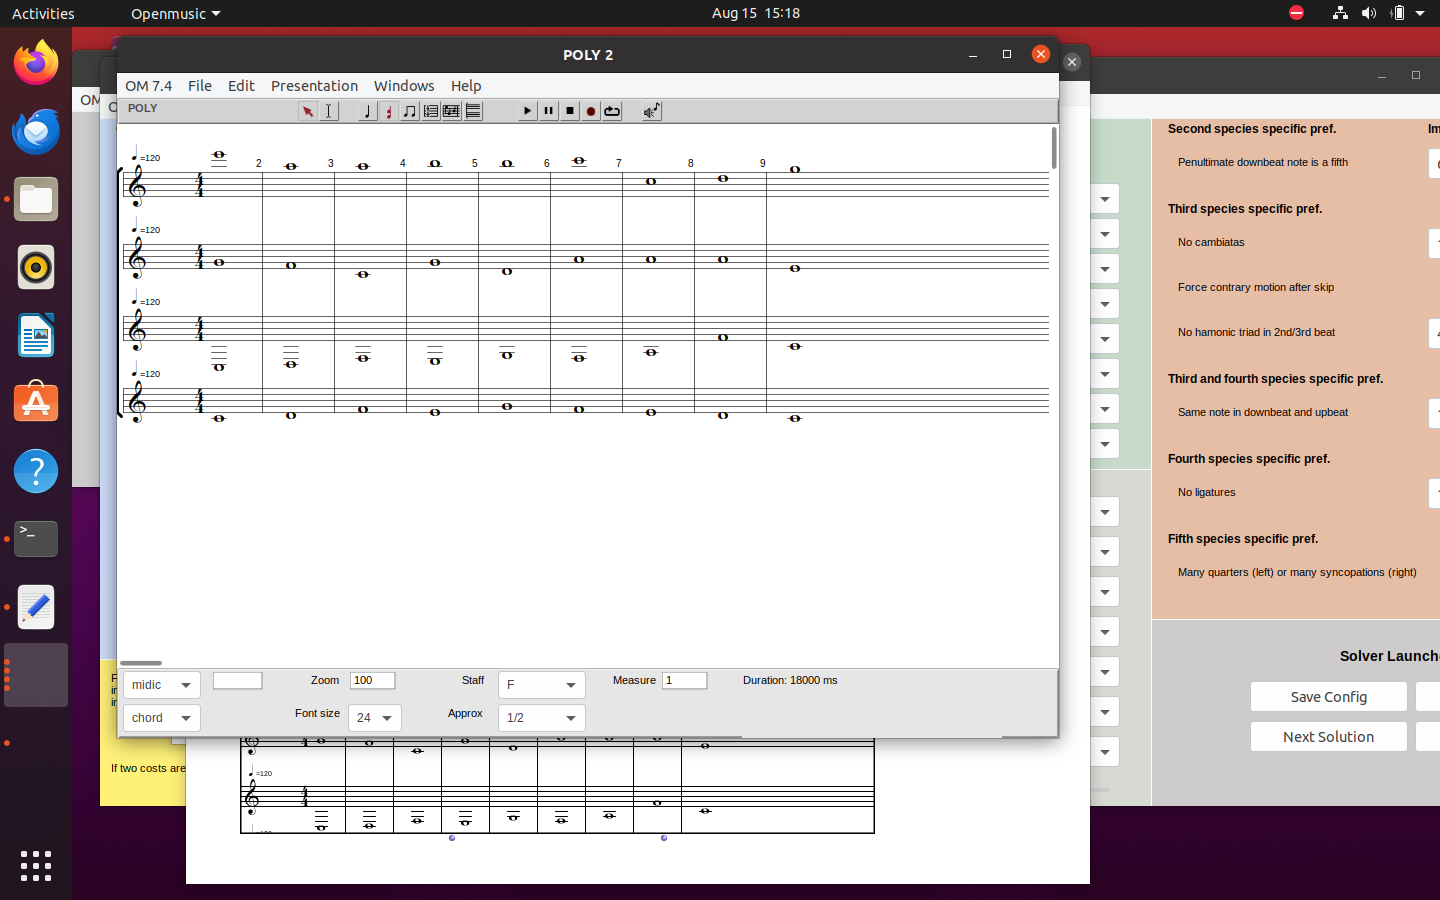 Activities
Openmusic
Aug 15 15:18
POLY 2
OM
OM 7.4 File Edit Presentation Windows Help
POLY
=120
2 3 4 5 6 7 8 9
4
4
=120
4
4
=120
4
4
=120
4
4
midic
Zoom 100
Staff F
Measure 1
Duration: 18000 ms
chord
Font size 24
Approx 1/2
If two costs are
=120
4
4
Second species specific pref.
Penultimate downbeat note is a fifth
Third species specific pref.
No cambiatas
Force contrary motion after skip
No hamonic triad in 2nd/3rd beat
Third and fourth species specific pref.
Same note in downbeat and upbeat
Fourth species specific pref.
No ligatures
Fifth species specific pref.
Many quarters (left) or many syncopations (right)
Solver Launch
Save Config
Next Solution